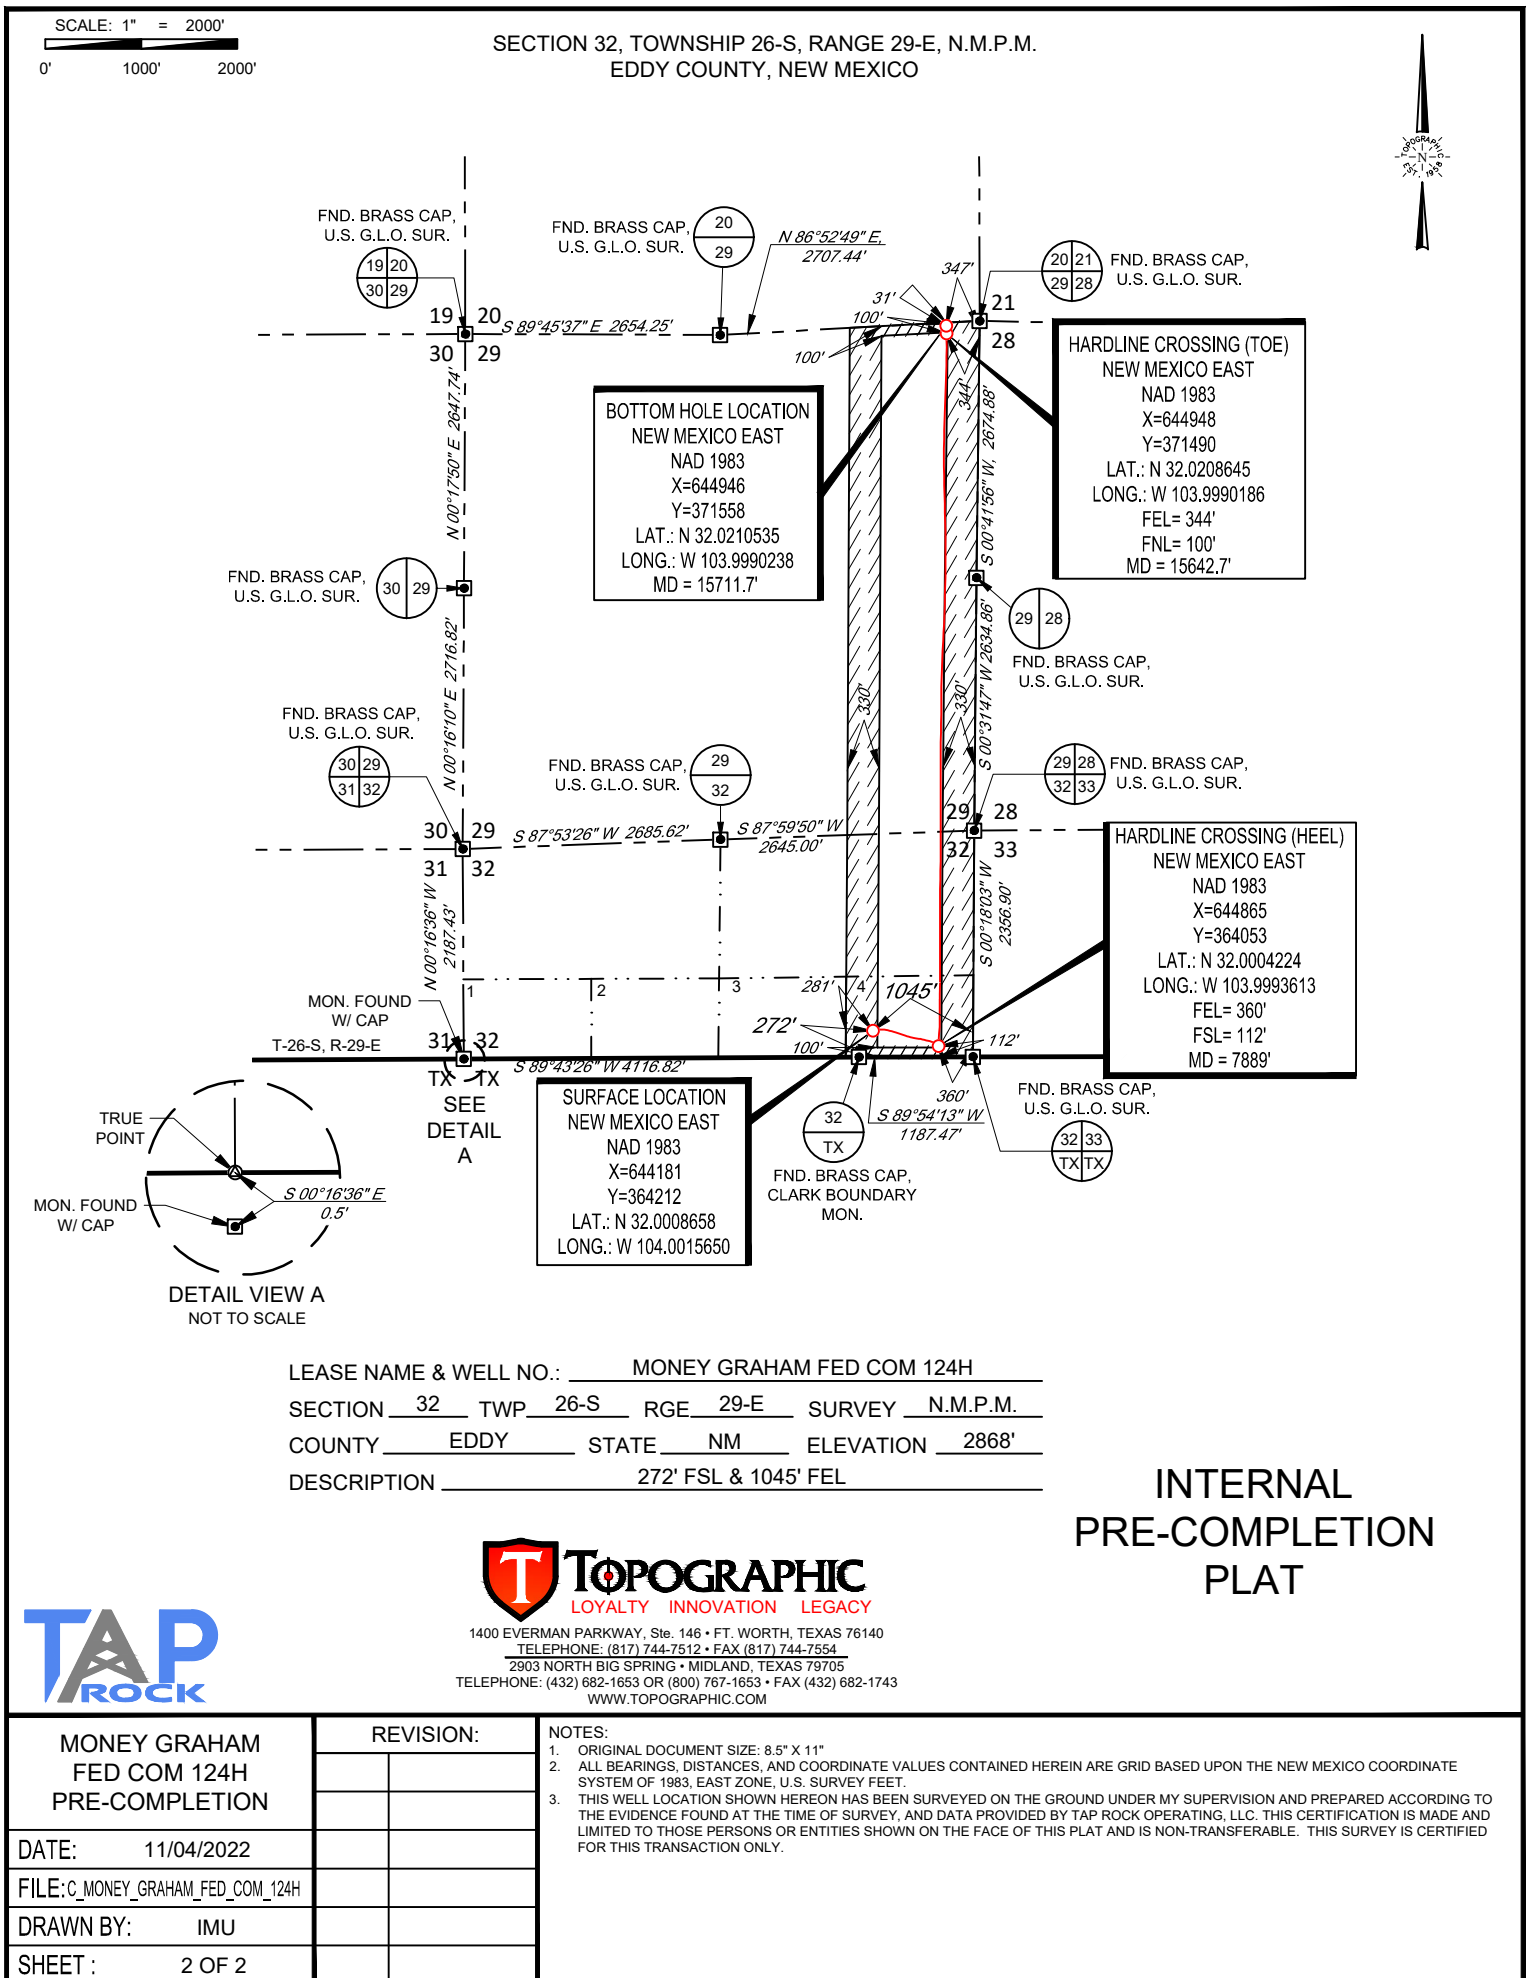 SCALE: 1" = 2000'
0' 1000' 2000'
SECTION 32, TOWNSHIP 26-S, RANGE 29-E, N.M.P.M.
EDDY COUNTY, NEW MEXICO
TOPOGRAPHIC
N
EST. 1958
FND. BRASS CAP,
U.S. G.L.O. SUR.
19 20
30 29
FND. BRASS CAP,
U.S. G.L.O. SUR.
20
29
N 86°52'49" E,
2707.44'
347'
31'
100'
100'
344'
20 21
29 28
FND. BRASS CAP,
U.S. G.L.O. SUR.
19 20
30 29
S 89°45'37" E 2654.25'
21
28
HARDLINE CROSSING (TOE)
NEW MEXICO EAST
NAD 1983
X=644948
Y=371490
LAT.: N 32.0208645
LONG.: W 103.9990186
FEL= 344'
FNL= 100'
MD = 15642.7'
BOTTOM HOLE LOCATION
NEW MEXICO EAST
NAD 1983
X=644946
Y=371558
LAT.: N 32.0210535
LONG.: W 103.9990238
MD = 15711.7'
N 00°17'50" E 2647.74'
S 00°41'56" W, 2674.88'
FND. BRASS CAP,
U.S. G.L.O. SUR.
30 29
29 28
FND. BRASS CAP,
U.S. G.L.O. SUR.
N 00°16'10" E 2716.82'
330'
330'
S 00°31'47" W 2634.86'
FND. BRASS CAP,
U.S. G.L.O. SUR.
30 29
31 32
FND. BRASS CAP,
U.S. G.L.O. SUR.
29
32
29 28
32 33
FND. BRASS CAP,
U.S. G.L.O. SUR.
30 29
31 32
S 87°53'26" W 2685.62'
S 87°59'50" W
2645.00'
29 28
32 33
HARDLINE CROSSING (HEEL)
NEW MEXICO EAST
NAD 1983
X=644865
Y=364053
LAT.: N 32.0004224
LONG.: W 103.9993613
FEL= 360'
FSL= 112'
MD = 7889'
N 00°16'36" W
2187.43'
S 00°18'03" W
2356.90'
1 2 3 4
281'
1045'
272'
100'
112'
360'
MON. FOUND
W/ CAP
T-26-S, R-29-E
31 32
TX TX
SEE
DETAIL
A
S 89°43'26" W 4116.82'
S 89°54'13" W
1187.47'
SURFACE LOCATION
NEW MEXICO EAST
NAD 1983
X=644181
Y=364212
LAT.: N 32.0008658
LONG.: W 104.0015650
32
TX
FND. BRASS CAP,
CLARK BOUNDARY
MON.
FND. BRASS CAP,
U.S. G.L.O. SUR.
32 33
TX TX
TRUE
POINT
MON. FOUND
W/ CAP
S 00°16'36" E
0.5'
DETAIL VIEW A
NOT TO SCALE
LEASE NAME & WELL NO.: MONEY GRAHAM FED COM 124H
SECTION 32 TWP 26-S RGE 29-E SURVEY N.M.P.M.
COUNTY EDDY STATE NM ELEVATION 2868'
DESCRIPTION 272' FSL & 1045' FEL
INTERNAL
PRE-COMPLETION
PLAT
T TOPOGRAPHIC
LOYALTY INNOVATION LEGACY
1400 EVERMAN PARKWAY, Ste. 146 • FT. WORTH, TEXAS 76140
TELEPHONE: (817) 744-7512 • FAX (817) 744-7554
2903 NORTH BIG SPRING • MIDLAND, TEXAS 79705
TELEPHONE: (432) 682-1653 OR (800) 767-1653 • FAX (432) 682-1743
WWW.TOPOGRAPHIC.COM
TAP
ROCK
MONEY GRAHAM
FED COM 124H
PRE-COMPLETION
DATE: 11/04/2022
FILE: C_MONEY_GRAHAM_FED_COM_124H
DRAWN BY: IMU
SHEET : 2 OF 2
REVISION:
NOTES:
1. ORIGINAL DOCUMENT SIZE: 8.5" X 11"
2. ALL BEARINGS, DISTANCES, AND COORDINATE VALUES CONTAINED HEREIN ARE GRID BASED UPON THE NEW MEXICO COORDINATE
SYSTEM OF 1983, EAST ZONE, U.S. SURVEY FEET.
3. THIS WELL LOCATION SHOWN HEREON HAS BEEN SURVEYED ON THE GROUND UNDER MY SUPERVISION AND PREPARED ACCORDING TO
THE EVIDENCE FOUND AT THE TIME OF SURVEY, AND DATA PROVIDED BY TAP ROCK OPERATING, LLC. THIS CERTIFICATION IS MADE AND
LIMITED TO THOSE PERSONS OR ENTITIES SHOWN ON THE FACE OF THIS PLAT AND IS NON-TRANSFERABLE. THIS SURVEY IS CERTIFIED
FOR THIS TRANSACTION ONLY.